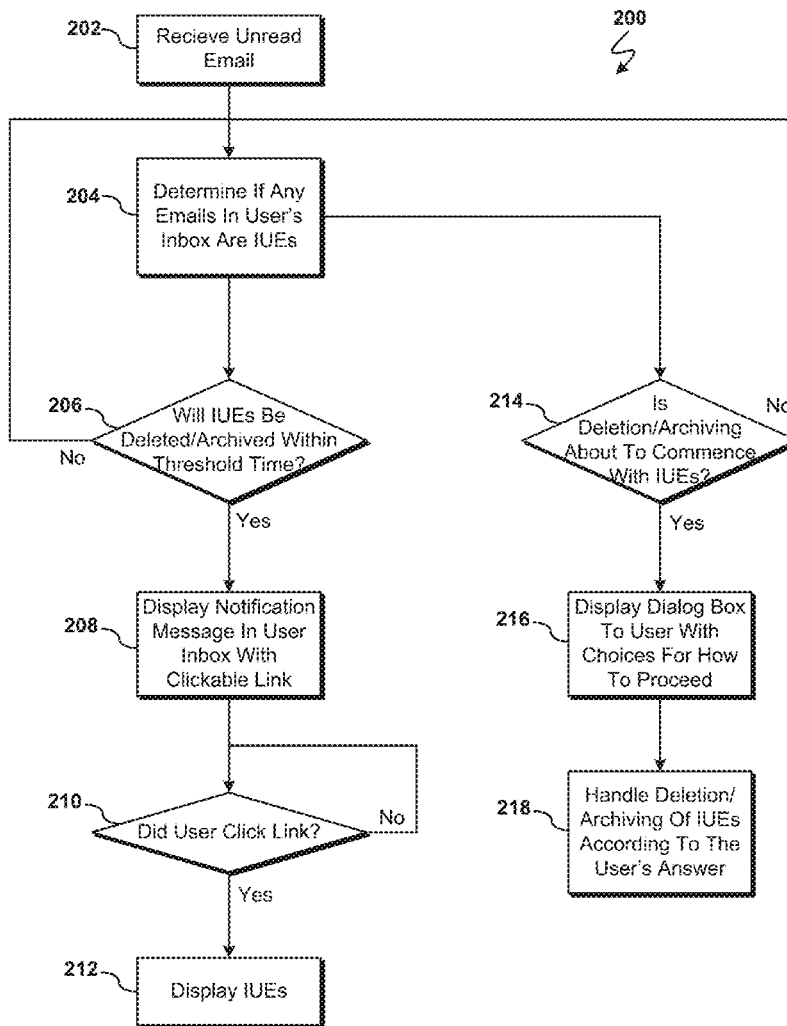 200
202
Recieve Unread
Email
204
Determine If Any
Emails In User's
Inbox Are IUEs
206
Will IUEs Be
Deleted/Archived Within
Threshold Time?
No
Yes
208
Display Notification
Message In User
Inbox With
Clickable Link
210
Did User Click Link?
No
Yes
212
Display IUEs
214
Is
Deletion/Archiving
About To Commence
With IUEs?
No
Yes
216
Display Dialog Box
To User With
Choices For How
To Proceed
218
Handle Deletion/
Archiving Of IUEs
According To The
User's Answer